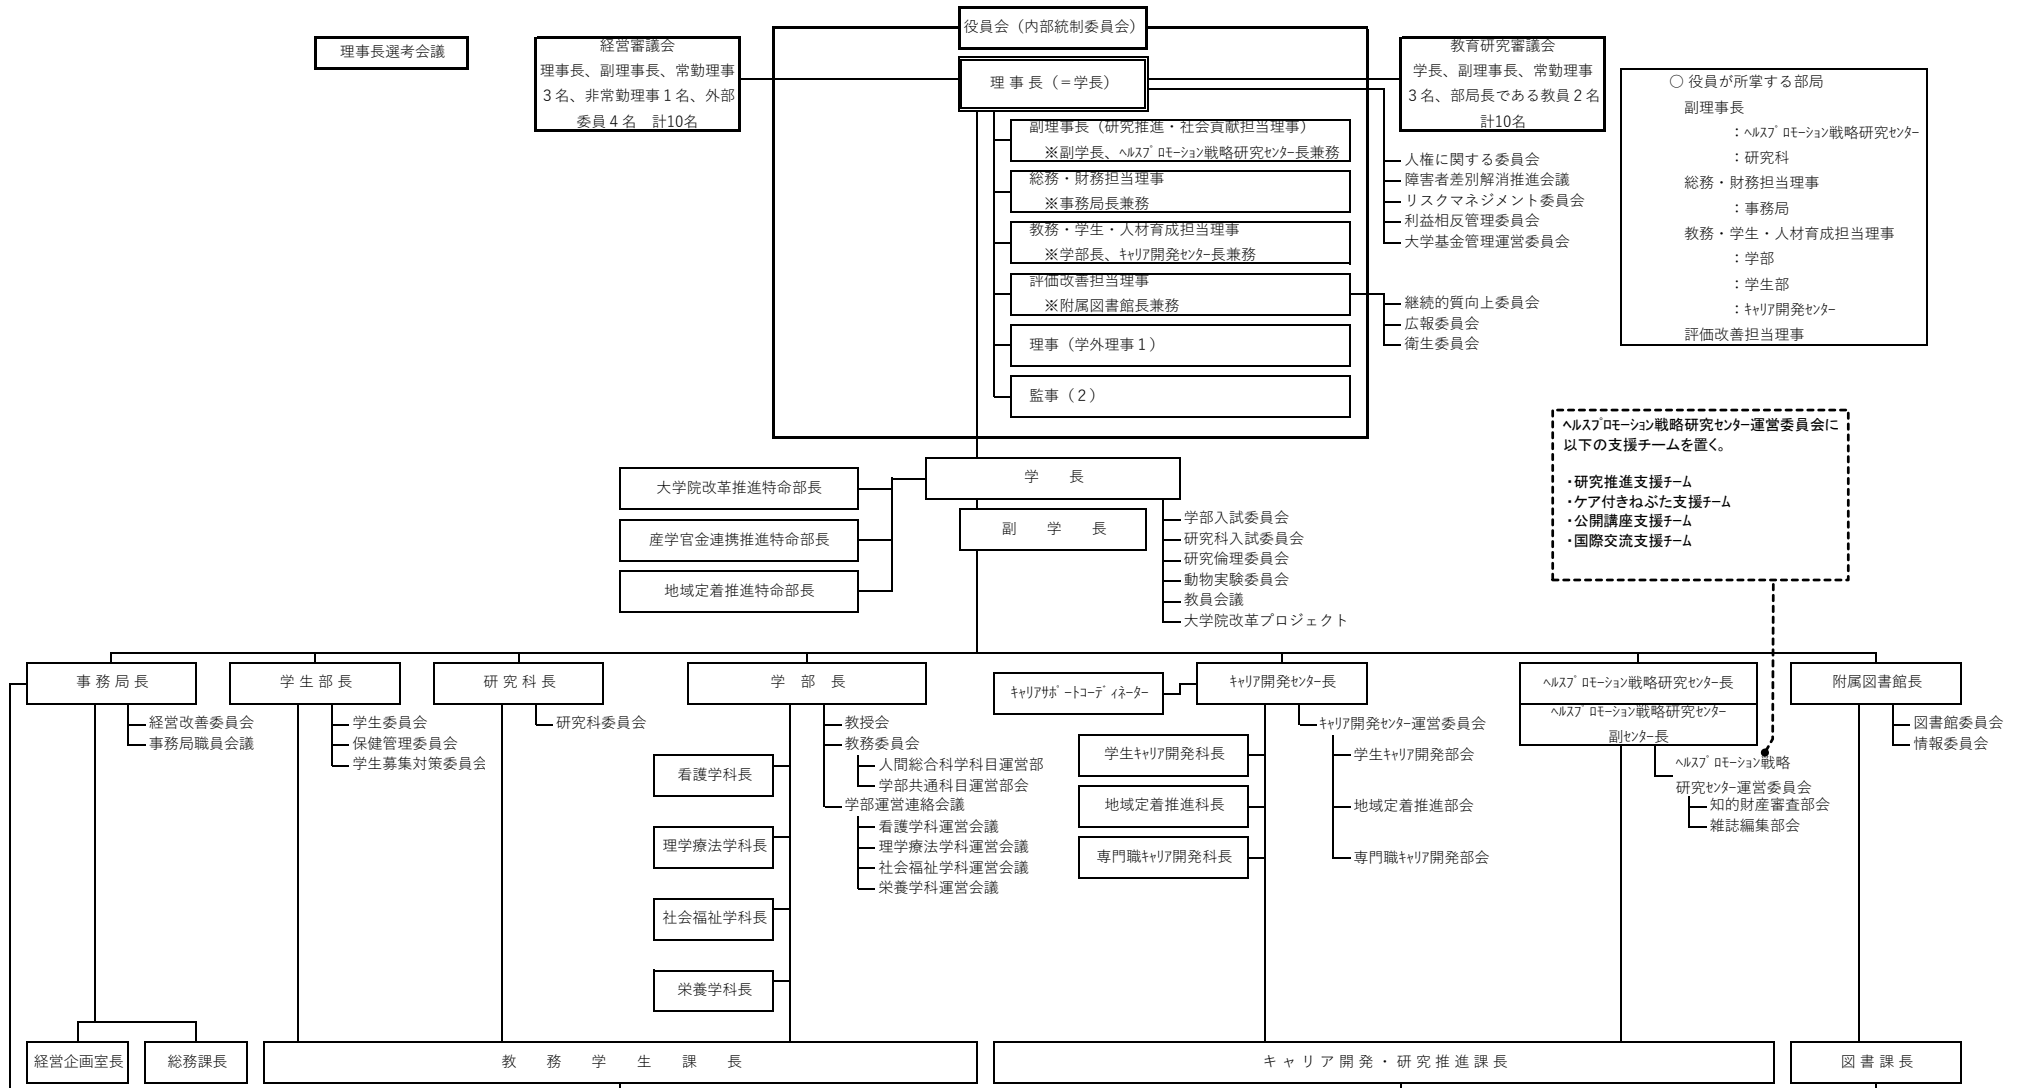 役員会（内部統制委員会）
理事長選考会議
経営審議会
理事長、副理事長、常勤理事
３名、非常勤理事１名、外部
委員４名　計10名
理 事 長（＝学長）
教育研究審議会
学長、副理事長、常勤理事
３名、部局長である教員２名
計10名
副理事長（研究推進・社会貢献担当理事）
※副学長、ﾍﾙｽﾌﾟﾛﾓｰｼｮﾝ戦略研究ｾﾝﾀｰ長兼務
総務・財務担当理事
※事務局長兼務
教務・学生・人材育成担当理事
※学部長、ｷｬﾘｱ開発ｾﾝﾀｰ長兼務
評価改善担当理事
※附属図書館長兼務
理事（学外理事１）
監事（２）
人権に関する委員会
障害者差別解消推進会議
リスクマネジメント委員会
利益相反管理委員会
大学基金管理運営委員会
継続的質向上委員会
広報委員会
衛生委員会
○ 役員が所掌する部局
副理事長
：ﾍﾙｽﾌﾟﾛﾓｰｼｮﾝ戦略研究ｾﾝﾀｰ
：研究科
総務・財務担当理事
：事務局
教務・学生・人材育成担当理事
：学部
：学生部
：ｷｬﾘｱ開発ｾﾝﾀｰ
評価改善担当理事
ﾍﾙｽﾌﾟﾛﾓｰｼｮﾝ戦略研究ｾﾝﾀｰ運営委員会に
以下の支援チームを置く。
・研究推進支援ﾁｰﾑ
・ケア付きねぶた支援ﾁｰﾑ
・公開講座支援ﾁｰﾑ
・国際交流支援ﾁｰﾑ
学　　長
副　　学　　長
大学院改革推進特命部長
産学官金連携推進特命部長
地域定着推進特命部長
学部入試委員会
研究科入試委員会
研究倫理委員会
動物実験委員会
教員会議
大学院改革プロジェクト
事 務 局 長
経営改善委員会
事務局職員会議
学 生 部 長
学生委員会
保健管理委員会
学生募集対策委員会
研 究 科 長
研究科委員会
学　部　長
教授会
教務委員会
人間総合科学科目運営部
学部共通科目運営部会
学部運営連絡会議
看護学科運営会議
理学療法学科運営会議
社会福祉学科運営会議
栄養学科運営会議
看護学科長
理学療法学科長
社会福祉学科長
栄養学科長
ｷｬﾘｱｻﾎﾟｰﾄｺｰﾃﾞｨﾈｰﾀｰ
ｷｬﾘｱ開発ｾﾝﾀｰ長
ｷｬﾘｱ開発ｾﾝﾀｰ運営委員会
学生ｷｬﾘｱ開発部会
地域定着推進部会
専門職ｷｬﾘｱ開発部会
学生ｷｬﾘｱ開発科長
地域定着推進科長
専門職ｷｬﾘｱ開発科長
ﾍﾙｽﾌﾟﾛﾓｰｼｮﾝ戦略研究ｾﾝﾀｰ長
ﾍﾙｽﾌﾟﾛﾓｰｼｮﾝ戦略研究ｾﾝﾀｰ
副ｾﾝﾀｰ長
ﾍﾙｽﾌﾟﾛﾓｰｼｮﾝ戦略
研究ｾﾝﾀｰ運営委員会
知的財産審査部会
雑誌編集部会
附属図書館長
図書館委員会
情報委員会
経営企画室長
総務課長
教　務　学　生　課　長
キ ャ リ ア 開 発 ・ 研 究 推 進 課 長
図 書 課 長